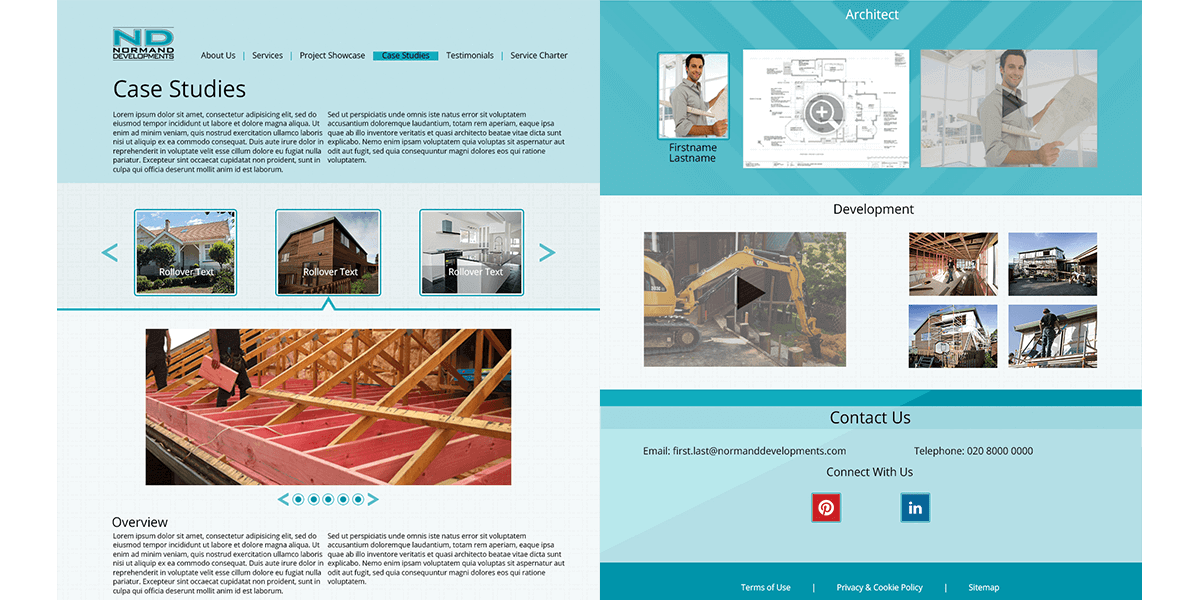 ND
NORMAND
DEVELOPMENTS
About Us | Services | Project Showcase Case Studies Testimonials | Service Charter
Case Studies
Lorem ipsum dolor sit amet, consectetur adipisicing elit, sed do
eiusmod tempor incididunt ut labore et dolore magna aliqua. Ut
enim ad minim veniam, quis nostrud exercitation ullamco laboris
nisi ut aliquip ex ea commodo consequat. Duis aute irure dolor in
reprehenderit in voluptate velit esse cillum dolore eu fugiat nulla
pariatur. Excepteur sint occaecat cupidatat non proident, sunt in
culpa qui officia deserunt mollit anim id est laborum.
Sed ut perspiciatis unde omnis iste natus error sit voluptatem
accusantium doloremque laudantium, totam rem aperiam, eaque ipsa
quae ab illo inventore veritatis et quasi architecto beatae vitae dicta sunt
explicabo. Nemo enim ipsam voluptatem quia voluptas sit aspernatur aut
odit aut fugit, sed quia consequuntur magni dolores eos qui ratione
voluptatem.
Rollover Text
Rollover Text
Rollover Text
Overview
Lorem ipsum dolor sit amet, consectetur adipisicing elit, sed do
eiusmod tempor incididunt ut labore et dolore magna aliqua. Ut
enim ad minim veniam, quis nostrud exercitation ullamco laboris
nisi ut aliquip ex ea commodo consequat. Duis aute irure dolor in
reprehenderit in voluptate velit esse cillum dolore eu fugiat nulla
pariatur. Excepteur sint occaecat cupidatat non proident, sunt in
culpa qui officia deserunt mollit anim id est laborum.
Sed ut perspiciatis unde omnis iste natus error sit voluptatem
accusantium doloremque laudantium, totam rem aperiam, eaque ipsa
quae ab illo inventore veritatis et quasi architecto beatae vitae dicta sunt
explicabo. Nemo enim ipsam voluptatem quia voluptas sit aspernatur aut
odit aut fugit, sed quia consequuntur magni dolores eos qui ratione
voluptatem.
Architect
Firstname
Lastname
Development
CAT
Contact Us
Email: first.last@normanddevelopments.com
Telephone: 020 8000 0000
Connect With Us
in
Terms of Use | Privacy & Cookie Policy | Sitemap